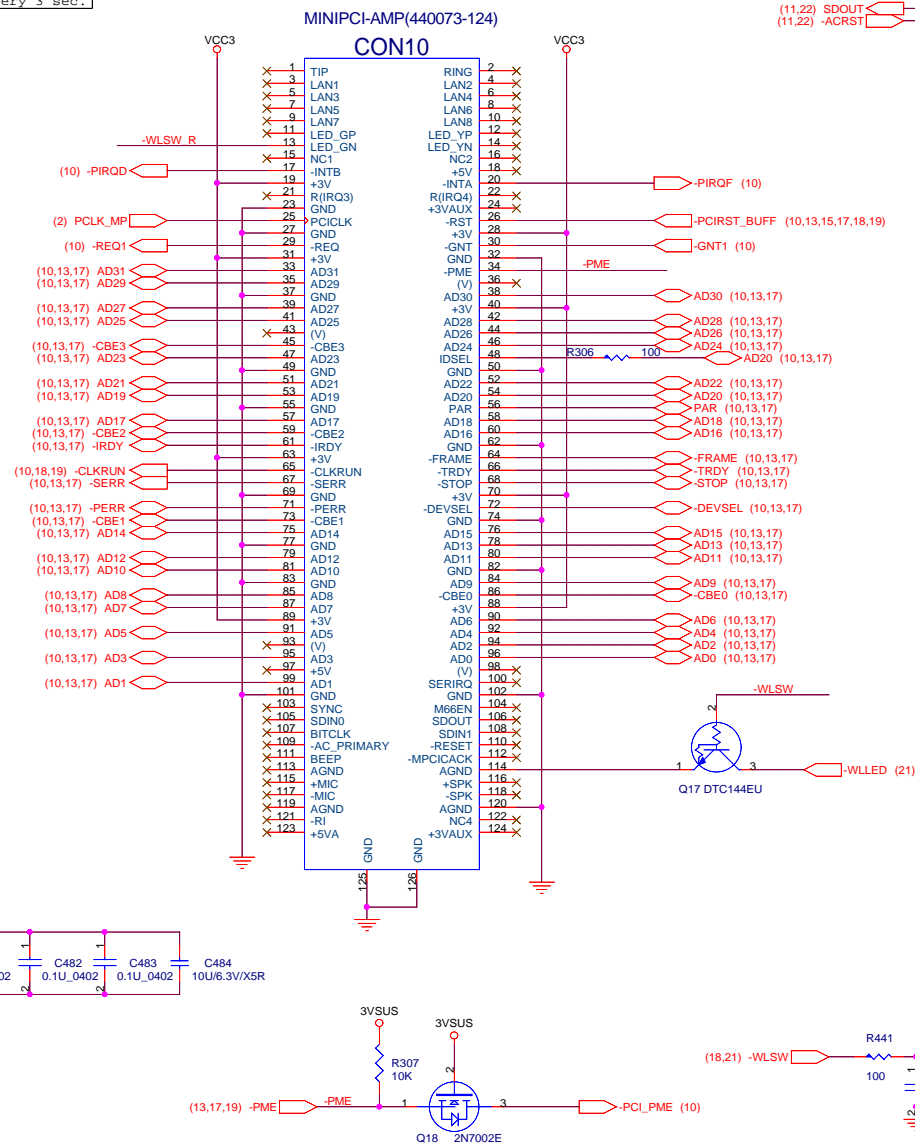 ery 3 sec.
MINIPCI-AMP(440073-124)
CON10
(11,22) SDOUT
(11,22) -ACRST
VCC3
VCC3
1 TIP RING 2
3 LAN1 LAN2 4
5 LAN3 LAN4 6
7 LAN5 LAN6 8
9 LAN7 LAN8 10
11 LED_GP LED_YP 12
-WLSW_R 13 LED_GN LED_YN 14
15 NC1 NC2 16
(10) -PIRQD 17 -INTB +5V 18
19 +3V -INTA 20 -PIRQF (10)
21 R(IRQ3) R(IRQ4) 22
23 GND +3VAUX 24
(2) PCLK_MP 25 PCICLK -RST 26 -PCIRST_BUFF (10,13,15,17,18,19)
27 GND +3V 28
(10) -REQ1 29 -REQ -GNT 30 -GNT1 (10)
31 +3V GND 32
(10,13,17) AD31 33 AD31 -PME 34 -PME
(10,13,17) AD29 35 AD29 (V) 36
37 GND AD30 38 AD30 (10,13,17)
(10,13,17) AD27 39 AD27 +3V 40
(10,13,17) AD25 41 AD25 AD28 42 AD28 (10,13,17)
43 (V) AD26 44 AD26 (10,13,17)
(10,13,17) -CBE3 45 -CBE3 AD24 46 AD24 (10,13,17)
(10,13,17) AD23 47 AD23 IDSEL 48 R306 100 AD20 (10,13,17)
49 GND GND 50
(10,13,17) AD21 51 AD21 AD22 52 AD22 (10,13,17)
(10,13,17) AD19 53 AD19 AD20 54 AD20 (10,13,17)
55 GND PAR 56 PAR (10,13,17)
(10,13,17) AD17 57 AD17 AD18 58 AD18 (10,13,17)
(10,13,17) -CBE2 59 -CBE2 AD16 60 AD16 (10,13,17)
(10,13,17) -IRDY 61 -IRDY GND 62
63 +3V -FRAME 64 -FRAME (10,13,17)
(10,18,19) -CLKRUN 65 -CLKRUN -TRDY 66 -TRDY (10,13,17)
(10,13,17) -SERR 67 -SERR -STOP 68 -STOP (10,13,17)
69 GND +3V 70
(10,13,17) -PERR 71 -PERR -DEVSEL 72 -DEVSEL (10,13,17)
(10,13,17) -CBE1 73 -CBE1 GND 74
(10,13,17) AD14 75 AD14 AD15 76 AD15 (10,13,17)
77 GND AD13 78 AD13 (10,13,17)
(10,13,17) AD12 79 AD12 AD11 80 AD11 (10,13,17)
(10,13,17) AD10 81 AD10 GND 82
83 GND AD9 84 AD9 (10,13,17)
(10,13,17) AD8 85 AD8 -CBE0 86 -CBE0 (10,13,17)
(10,13,17) AD7 87 AD7 +3V 88
89 +3V AD6 90 AD6 (10,13,17)
(10,13,17) AD5 91 AD5 AD4 92 AD4 (10,13,17)
93 (V) AD2 94 AD2 (10,13,17)
(10,13,17) AD3 95 AD3 AD0 96 AD0 (10,13,17)
97 +5V (V) 98
(10,13,17) AD1 99 AD1 SERIRQ 100
101 GND GND 102
103 SYNC M66EN 104
105 SDIN0 SDOUT 106
107 BITCLK SDIN1 108
109 -AC_PRIMARY -RESET 110
111 BEEP -MPCICACK 112
113 AGND AGND 114
115 +MIC +SPK 116
117 -MIC -SPK 118
119 AGND AGND 120
121 -RI NC4 122
123 +5VA +3VAUX 124
GND GND
125 126
-WLSW
2
1 3 -WLLED (21)
Q17 DTC144EU
1 1
02 C482 C483 C484
0.1U_0402 0.1U_0402 10U/6.3V/X5R
2 2
3VSUS
3VSUS
R307
10K
2
(13,17,19) -PME -PME 1 3 -PCI_PME (10)
Q18 2N7002E
R441
(18,21) -WLSW
100
1
2